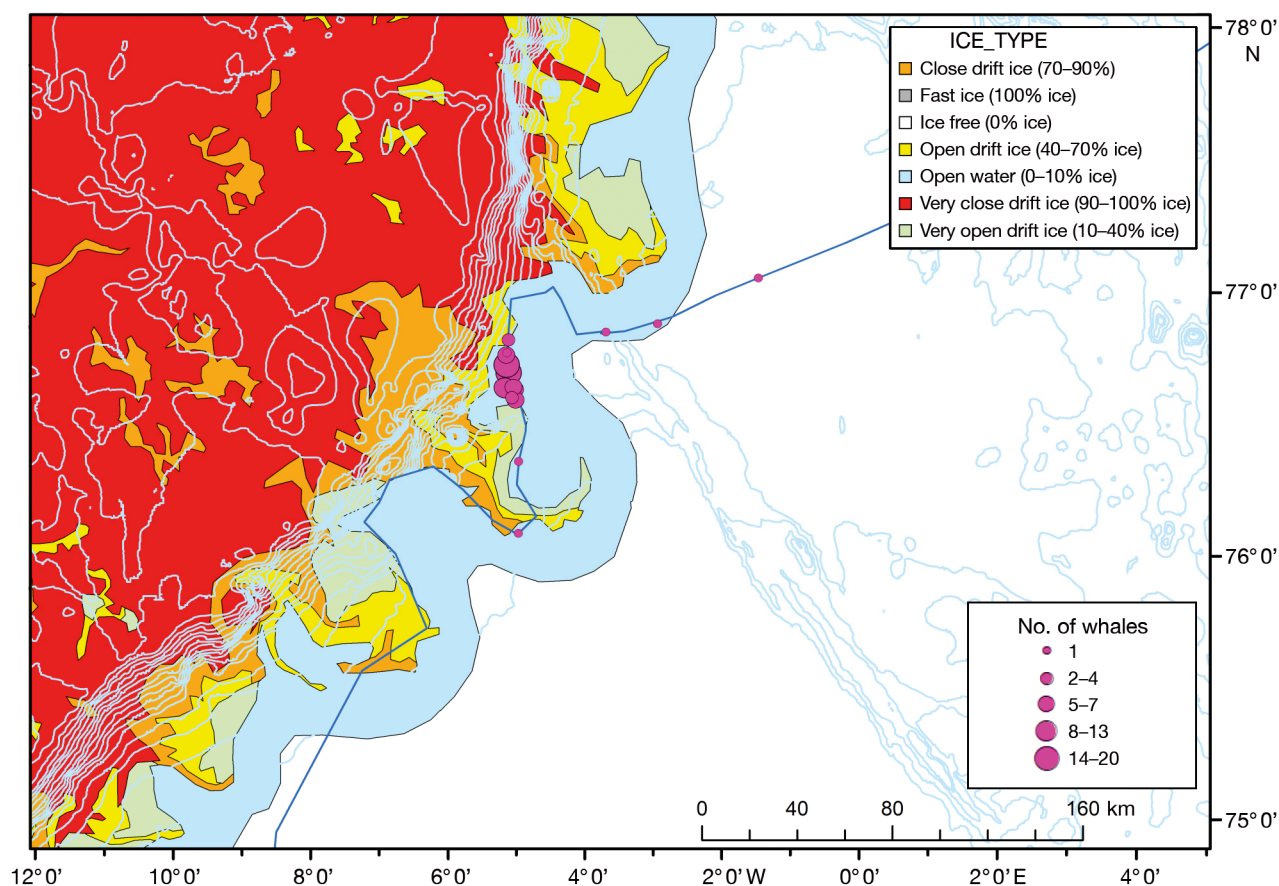 78° 0'
N
ICE_TYPE
Close drift ice (70–90%)
Fast ice (100% ice)
Ice free (0% ice)
Open drift ice (40–70% ice)
Open water (0–10% ice)
Very close drift ice (90–100% ice)
Very open drift ice (10–40% ice)
77° 0'
76° 0'
No. of whales
1
2–4
5–7
8–13
14–20
0 40 80 160 km
75° 0'
12° 0' 10° 0' 8° 0' 6° 0' 4° 0' 2° 0' W 0° 0' 2° 0' E 4° 0'